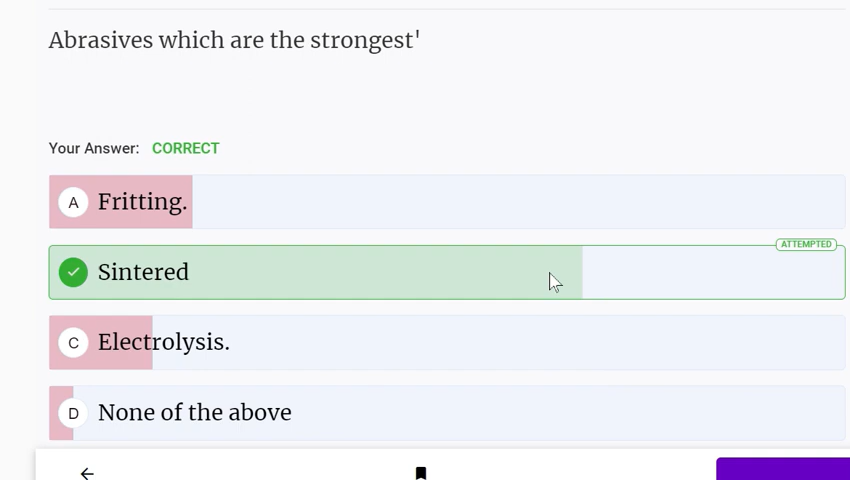 Abrasives which are the strongest'
Your Answer: CORRECT
A Fritting.
ATTEMPTED
Sintered
C Electrolysis.
D None of the above